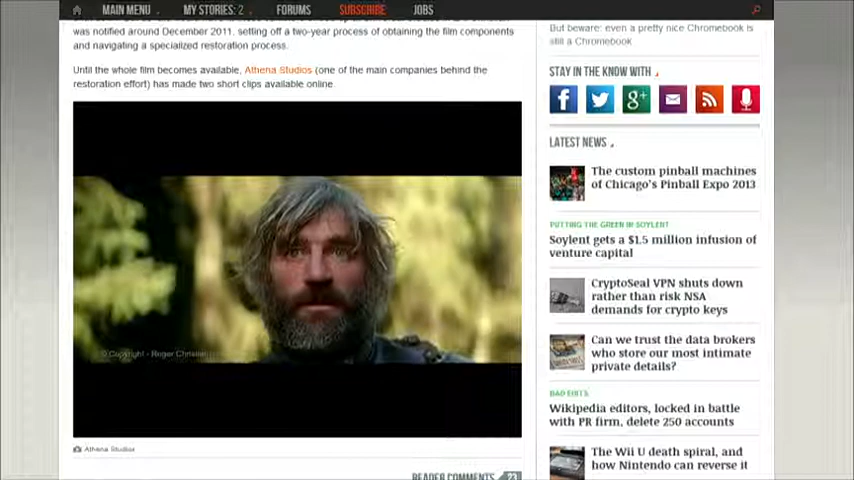 MAIN MENU
MY STORIES: 2
SUBSCRIBE
JOBS
FORUMS
was notified around December 2011, setting off a two-year process of obtaining the film components
and navigating a specialized restoration process.
Until the whole film becomes available, Athena Studios (one of the main companies behind the
restoration effort) has made two short clips available online.
© Copyright - Roger Christian
Athena Studios
READER COMMENTS 23
But beware: even a pretty nice Chromebook is
still a Chromebook
STAY IN THE KNOW WITH
f
g+
LATEST NEWS
The custom pinball machines
of Chicago's Pinball Expo 2013
PUTTING THE GREEN IN SOYLENT
Soylent gets a $1.5 million infusion of
venture capital
CryptoSeal VPN shuts down
rather than risk NSA
demands for crypto keys
Can we trust the data brokers
who store our most intimate
private details?
BAD EDITS
Wikipedia editors, locked in battle
with PR firm, delete 250 accounts
The Wii U death spiral, and
how Nintendo can reverse it